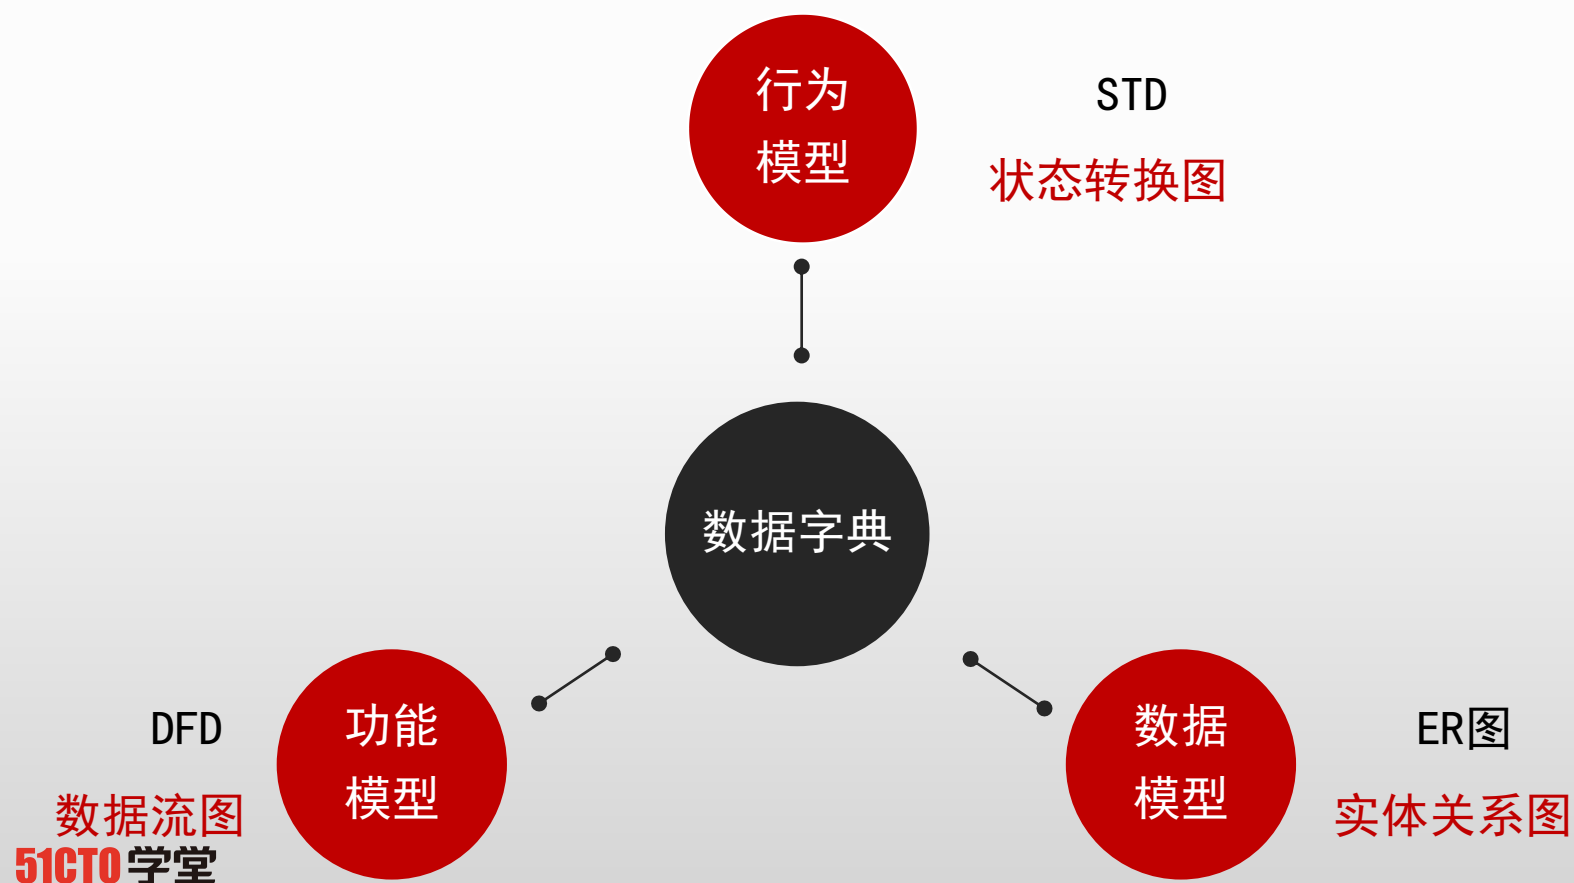 行为
模型
STD
状态转换图
数据字典
DFD
数据流图
功能
模型
数据
模型
ER图
实体关系图
51CTO学堂